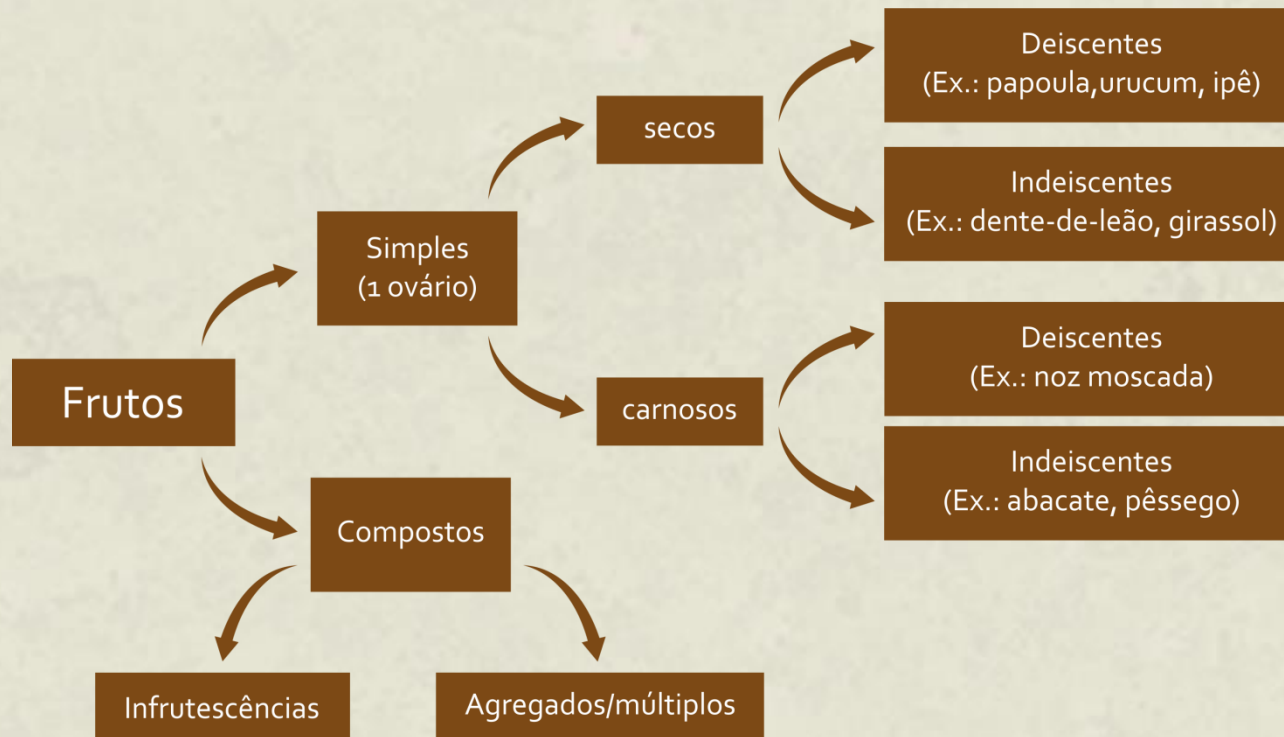 Frutos
Simples
(1 ovário)
secos
Deiscentes
(Ex.: papoula,urucum, ipê)
Indeiscentes
(Ex.: dente-de-leão, girassol)
carnosos
Deiscentes
(Ex.: noz moscada)
Indeiscentes
(Ex.: abacate, pêssego)
Compostos
Infrutescências
Agregados/múltiplos